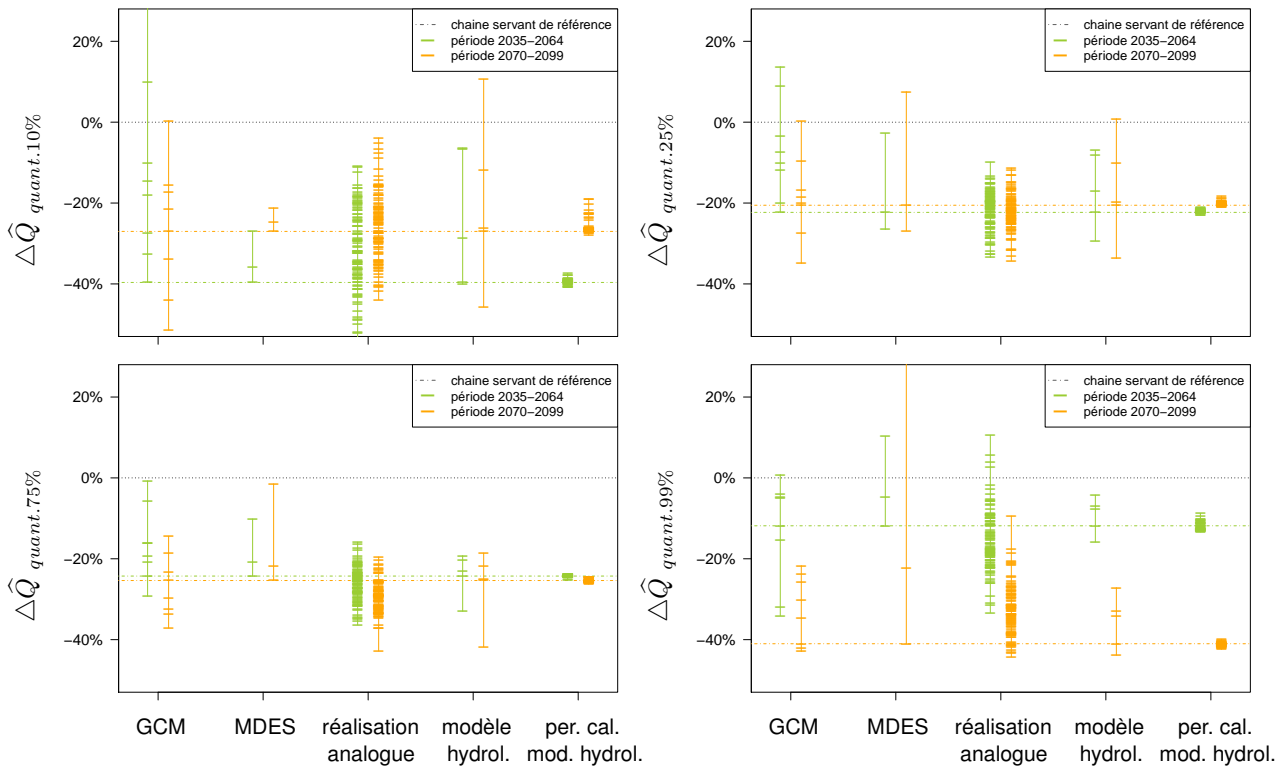 chaine servant de référence
période 2035−2064
période 2070−2099
20%
0%
−20%
−40%
△Q̂ quant.10%
chaine servant de référence
période 2035−2064
période 2070−2099
20%
0%
−20%
−40%
△Q̂ quant.25%
chaine servant de référence
période 2035−2064
période 2070−2099
20%
0%
−20%
−40%
△Q̂ quant.75%
GCM MDES réalisation modèle per. cal.
analogue hydrol. mod. hydrol.
chaine servant de référence
période 2035−2064
période 2070−2099
20%
0%
−20%
−40%
△Q̂ quant.99%
GCM MDES réalisation modèle per. cal.
analogue hydrol. mod. hydrol.